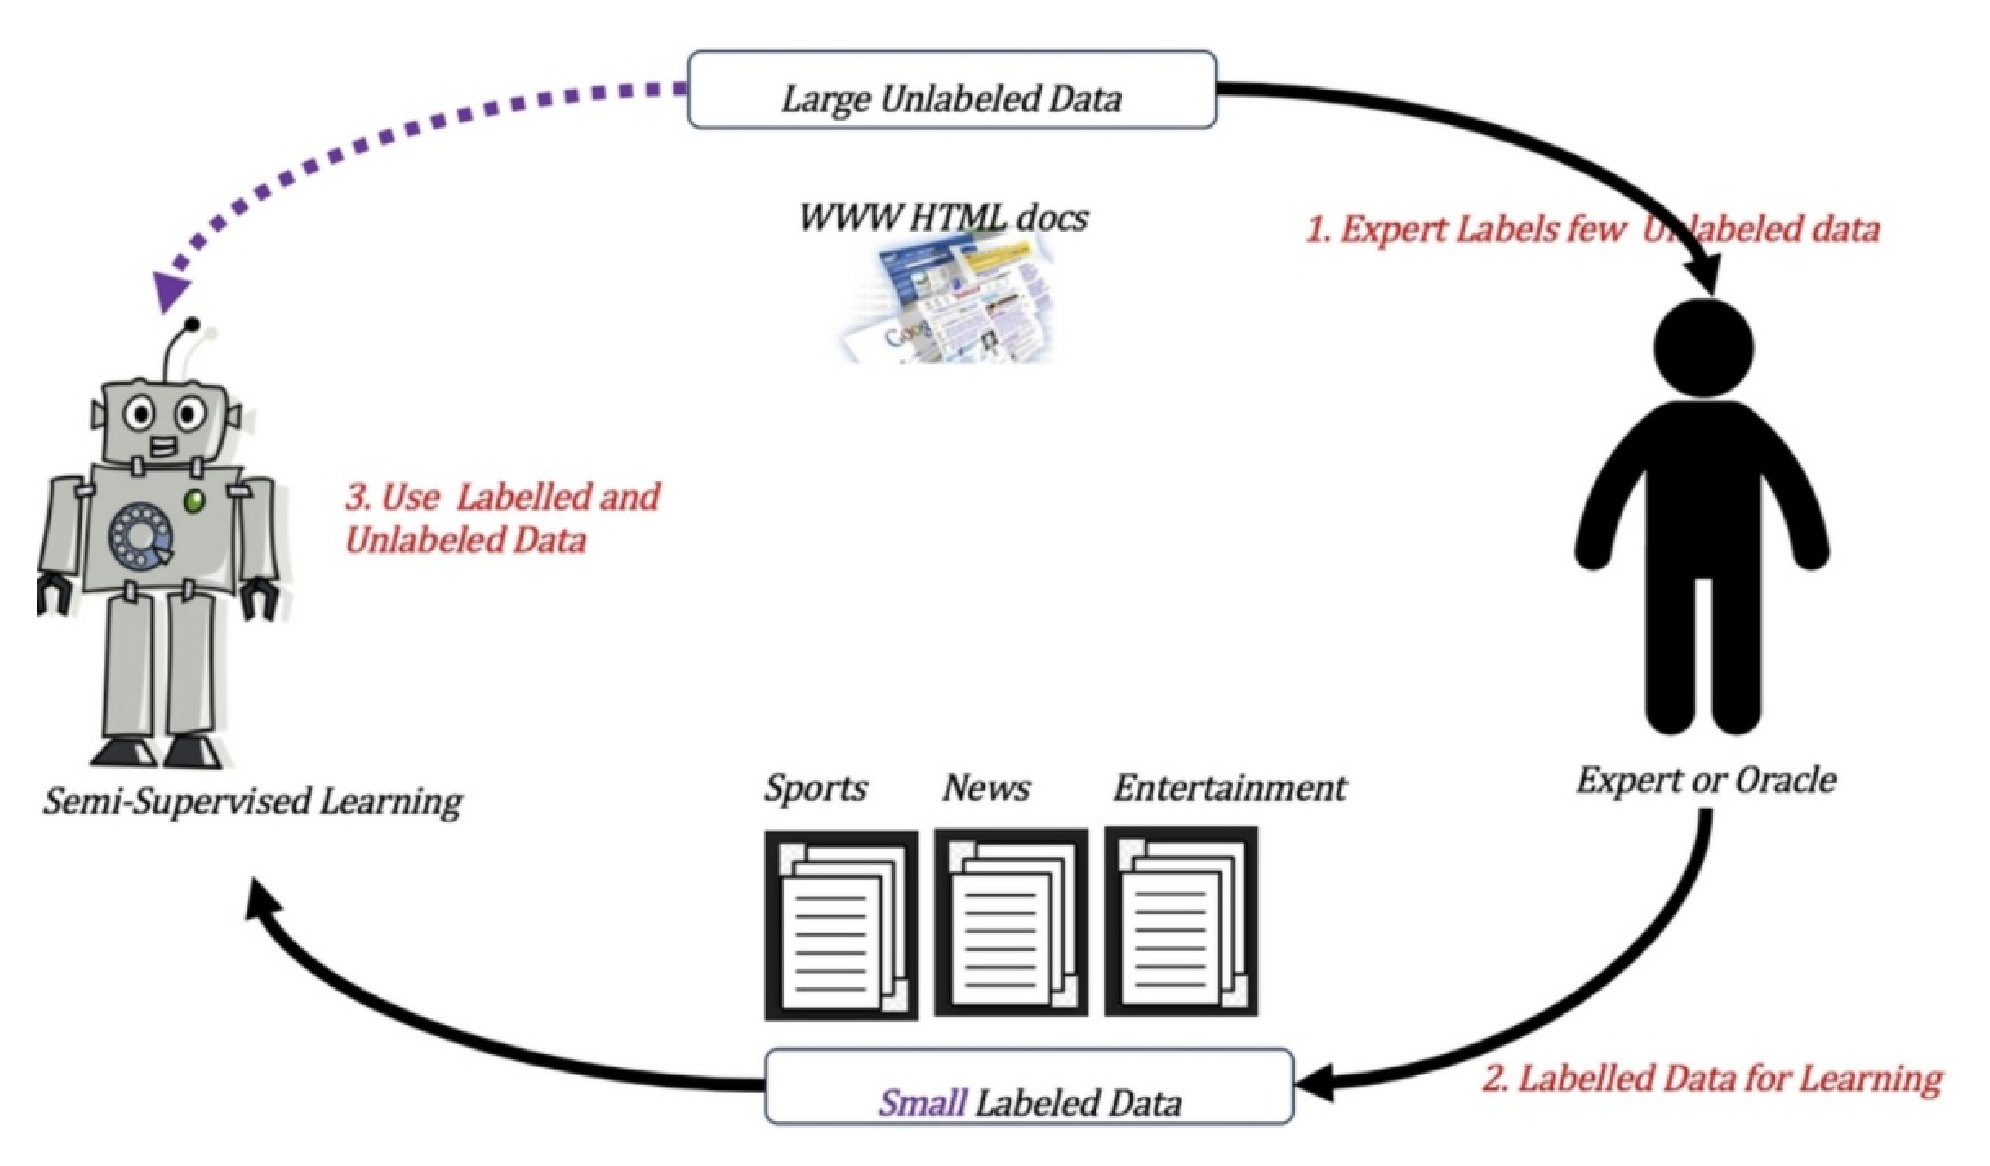 Large Unlabeled Data
WWW HTML docs
1. Expert Labels few Unlabeled data
3. Use Labelled and
Unlabeled Data
Sports News Entertainment
Expert or Oracle
Semi-Supervised Learning
Small Labeled Data
2. Labelled Data for Learning